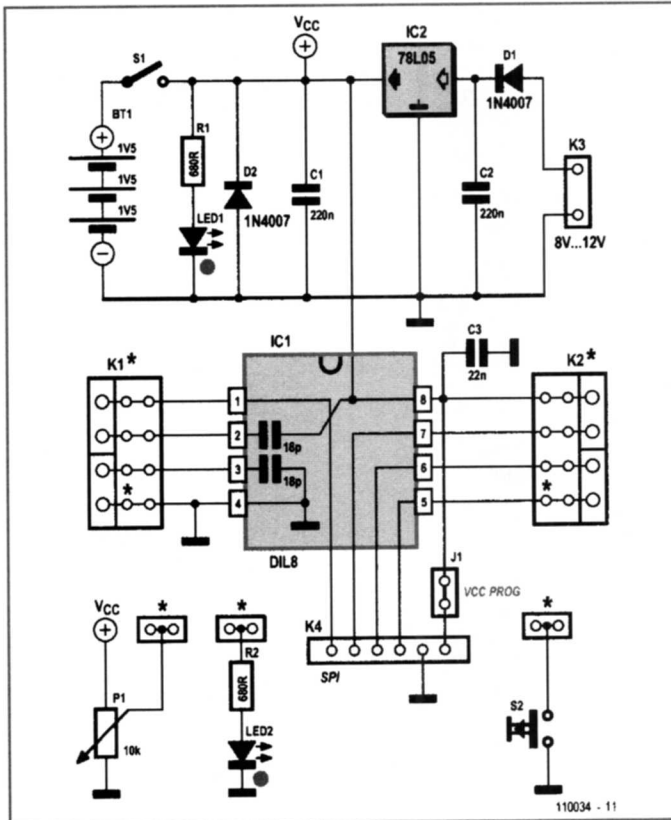 VCC
IC2
S1
78L05
D1
1N4007
BT1
+
1V5
1V5
1V5
−
R1
680R
LED1
D2
1N4007
C1
220n
C2
220n
K3
8V...12V
IC1
C3
22n
K1*
K2*
1
2
3
4
18p
18p
8
7
6
5
*
*
DIL8
J1
VCC PROG
K4
SPI
VCC
+
*
*
*
P1
10k
R2
680R
LED2
S2
110034 - 11